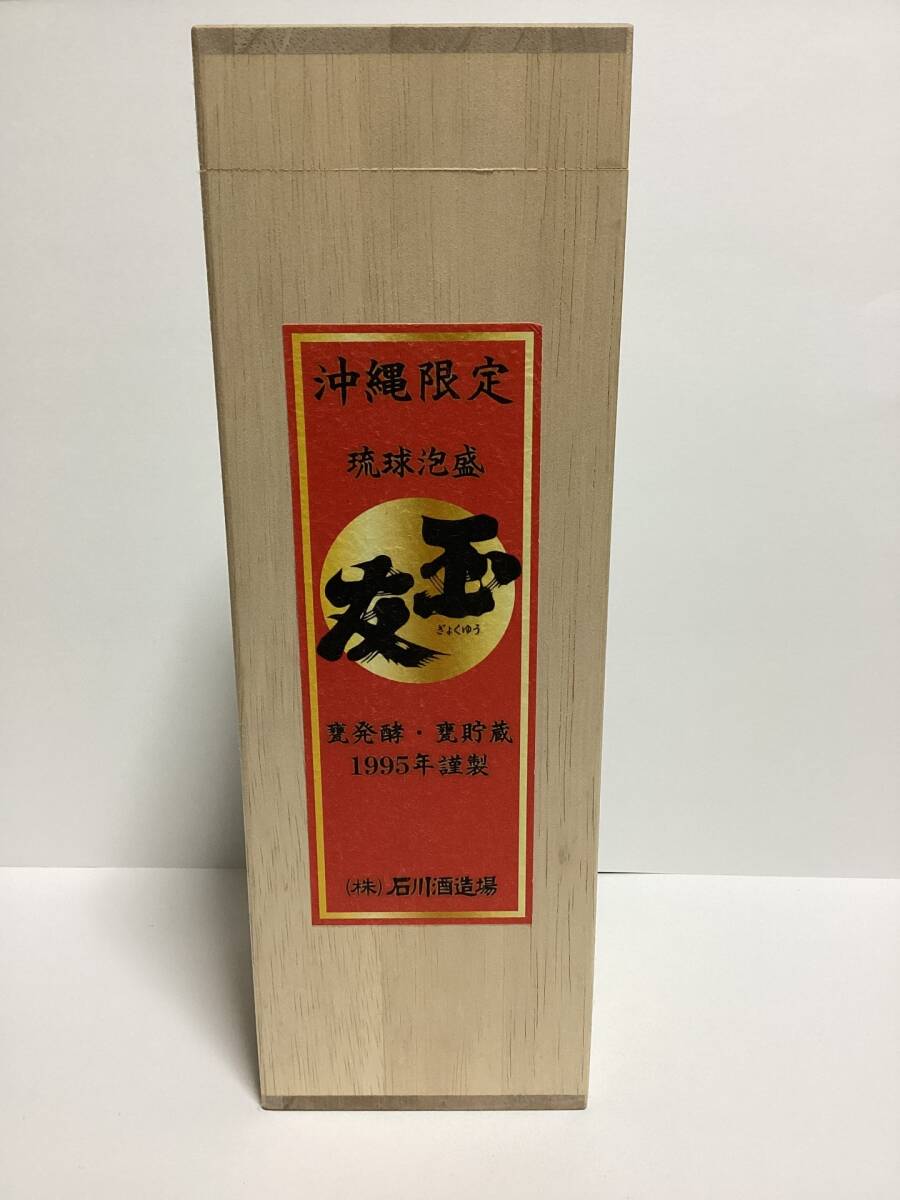 沖縄限定
琉球泡盛
玉友
ぎょくゆう
甕発酵・甕貯蔵
1995年謹製
(株)石川酒造場